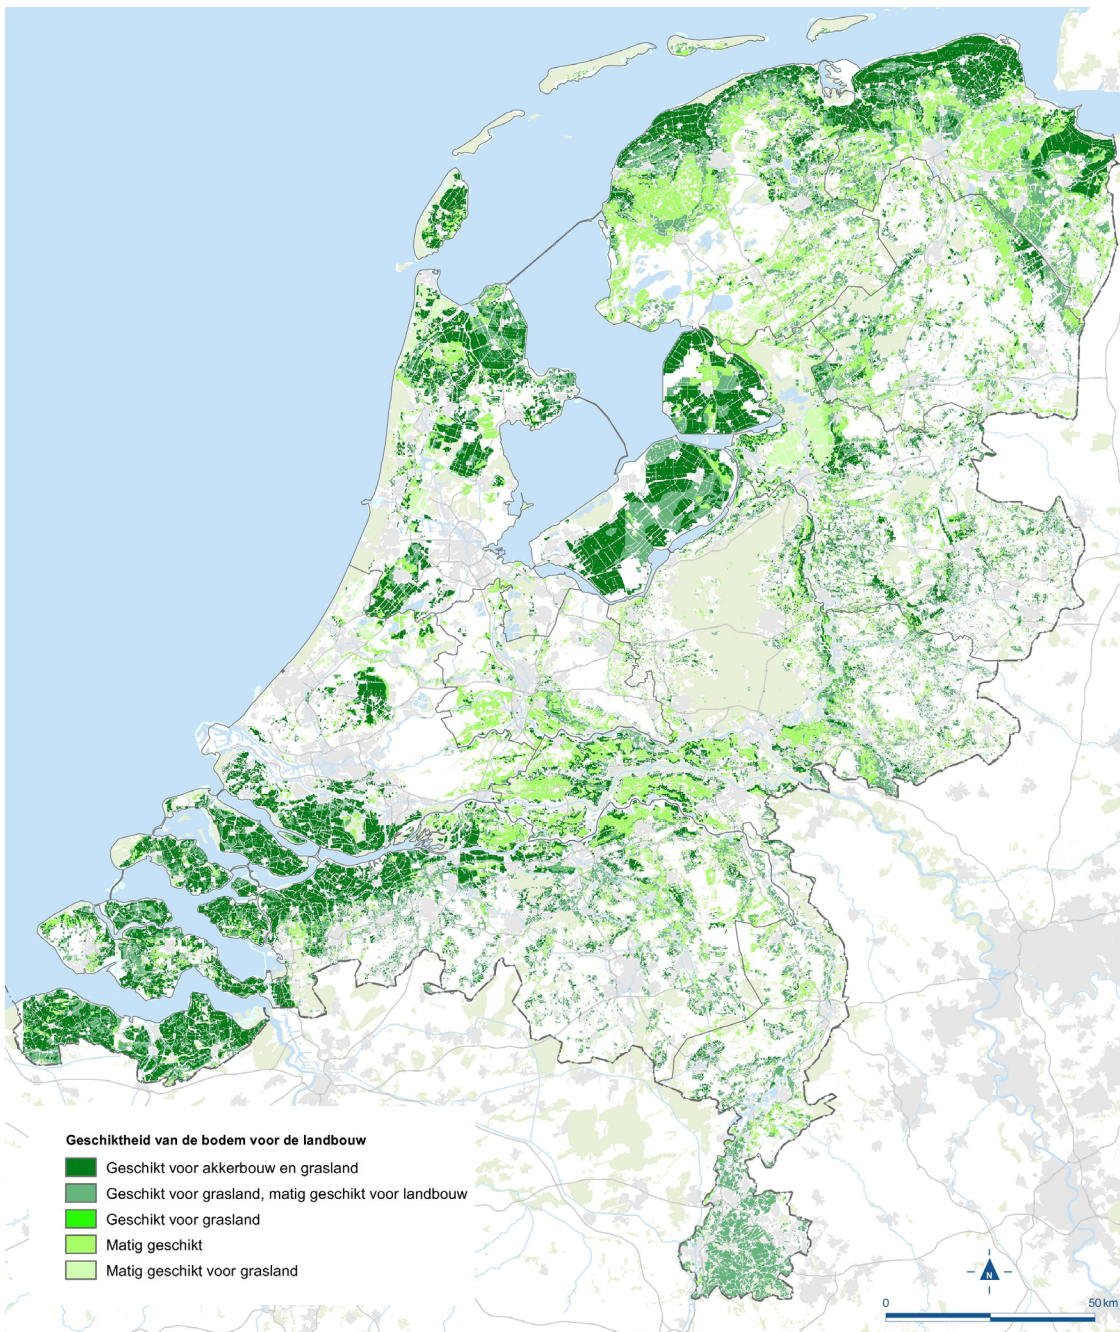 Geschiktheid van de bodem voor de landbouw
Geschikt voor akkerbouw en grasland
Geschikt voor grasland, matig geschikt voor landbouw
Geschikt voor grasland
Matig geschikt
Matig geschikt voor grasland
N
0 50 km